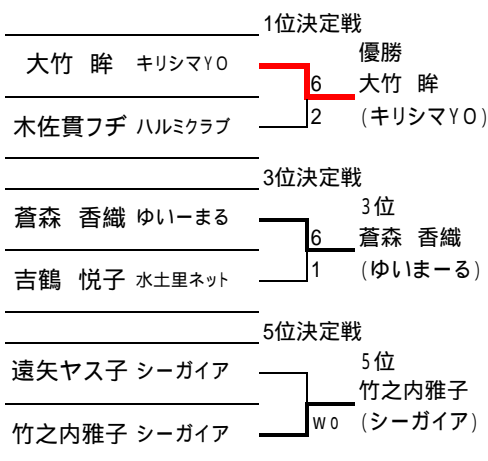 1位決定戦
優勝
大竹 眸 キリシマYO
6 大竹 眸
2 (キリシマYO)
木佐貫フヂ ハルミクラブ
3位決定戦
3位
蒼森 香織 ゆいーまる
6 蒼森 香織
1 (ゆいまーる)
吉鶴 悦子 水土里ネット
5位決定戦
5位
遠矢ヤス子 シーガイア
竹之内雅子
W0 (シーガイア)
竹之内雅子 シーガイア